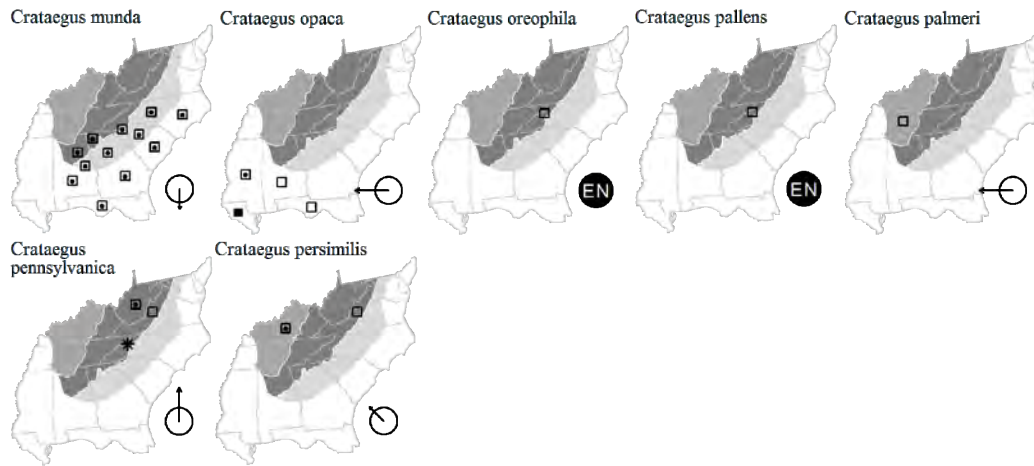 Crataegus munda
Crataegus opaca
Crataegus oreophila
Crataegus pallens
Crataegus palmeri
EN
EN
Crataegus
pennsylvanica
Crataegus persimilis